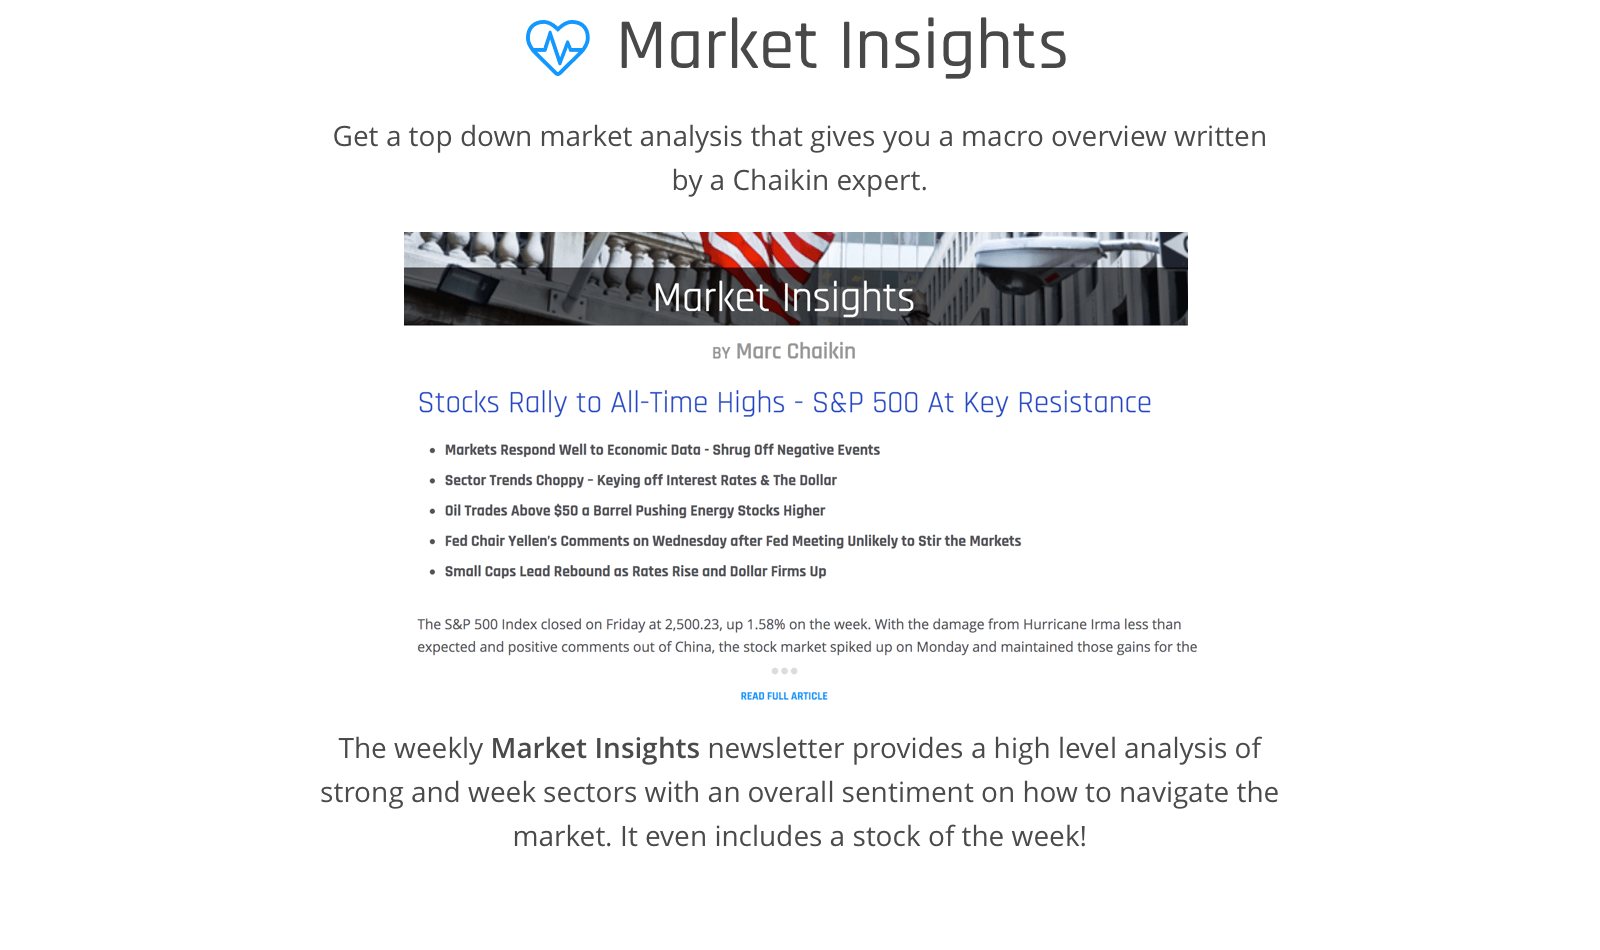 Market Insights
Get a top down market analysis that gives you a macro overview written
by a Chaikin expert.
Market Insights
BY Marc Chaikin
Stocks Rally to All-Time Highs - S&P 500 At Key Resistance
• Markets Respond Well to Economic Data - Shrug Off Negative Events
• Sector Trends Choppy – Keying off Interest Rates & The Dollar
• Oil Trades Above $50 a Barrel Pushing Energy Stocks Higher
• Fed Chair Yellen's Comments on Wednesday after Fed Meeting Unlikely to Stir the Markets
• Small Caps Lead Rebound as Rates Rise and Dollar Firms Up
The S&P 500 Index closed on Friday at 2,500.23, up 1.58% on the week. With the damage from Hurricane Irma less than
expected and positive comments out of China, the stock market spiked up on Monday and maintained those gains for the
READ FULL ARTICLE
The weekly Market Insights newsletter provides a high level analysis of
strong and week sectors with an overall sentiment on how to navigate the
market. It even includes a stock of the week!